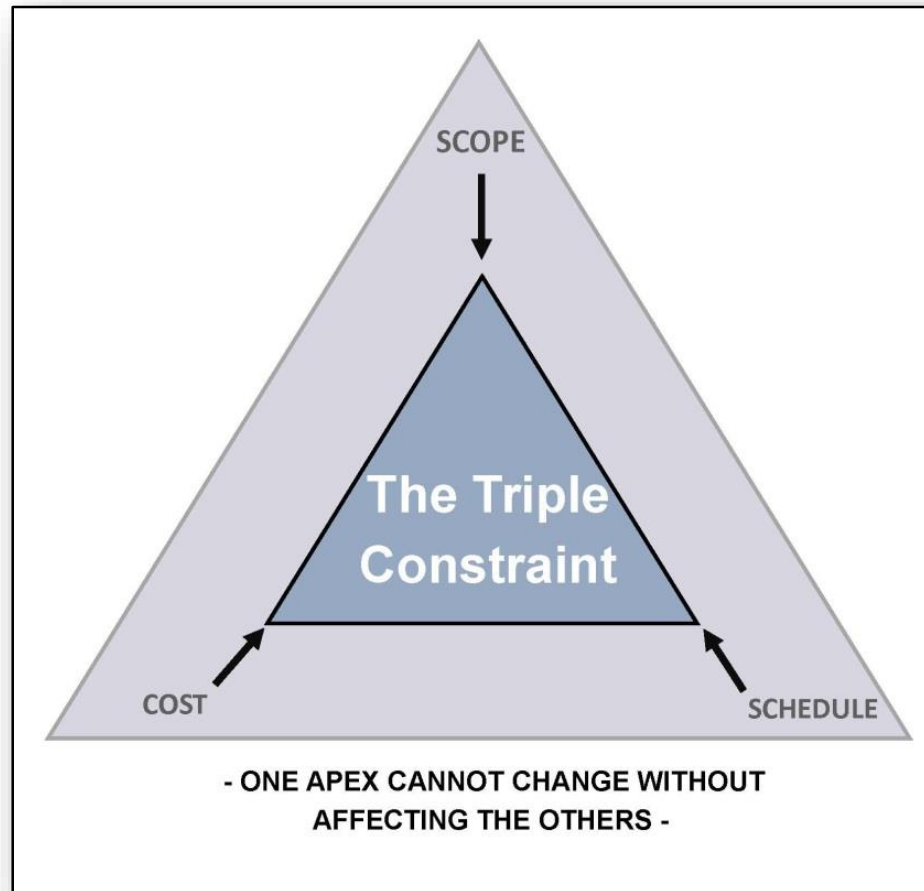 SCOPE
The Triple
Constraint
COST
SCHEDULE
- ONE APEX CANNOT CHANGE WITHOUT
AFFECTING THE OTHERS -